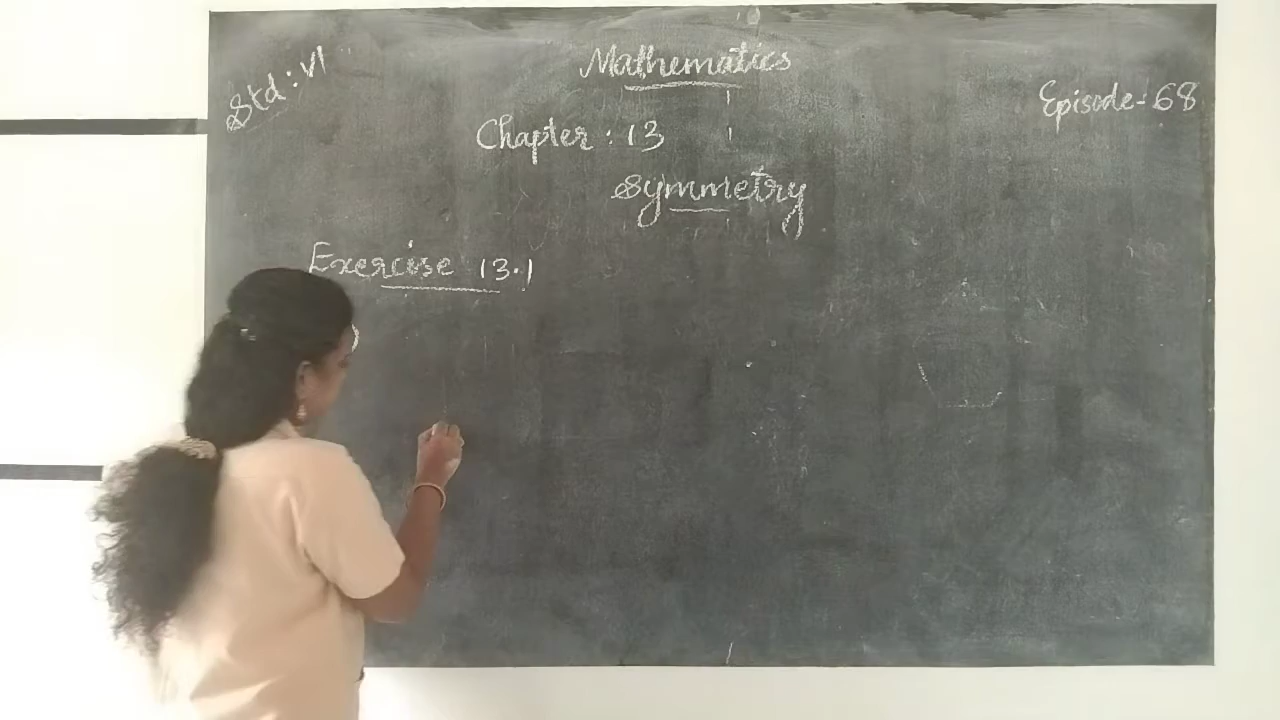 Std: VI
Mathematics
Episode-68
Chapter: 13
Symmetry
Exercise 13.1